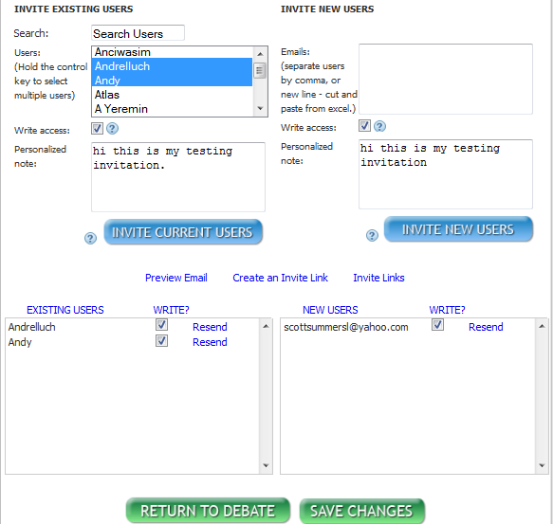 INVITE EXISTING USERS
Search:
Search Users
Users:
(Hold the control
key to select
multiple users)
Anciwasim
Andrelluch
Andy
Atlas
A Yeremin
Write access:
?
Personalized
note:
hi this is my testing
invitation.
?
INVITE CURRENT USERS
INVITE NEW USERS
Emails:
(separate users
by comma, or
new line - cut and
paste from excel.)
Write access:
?
Personalized
note:
hi this is my testing
invitation
?
INVITE NEW USERS
Preview Email Create an Invite Link Invite Links
EXISTING USERS WRITE?
Andrelluch Resend
Andy Resend
NEW USERS WRITE?
scottsummersl@yahoo.com Resend
RETURN TO DEBATE SAVE CHANGES